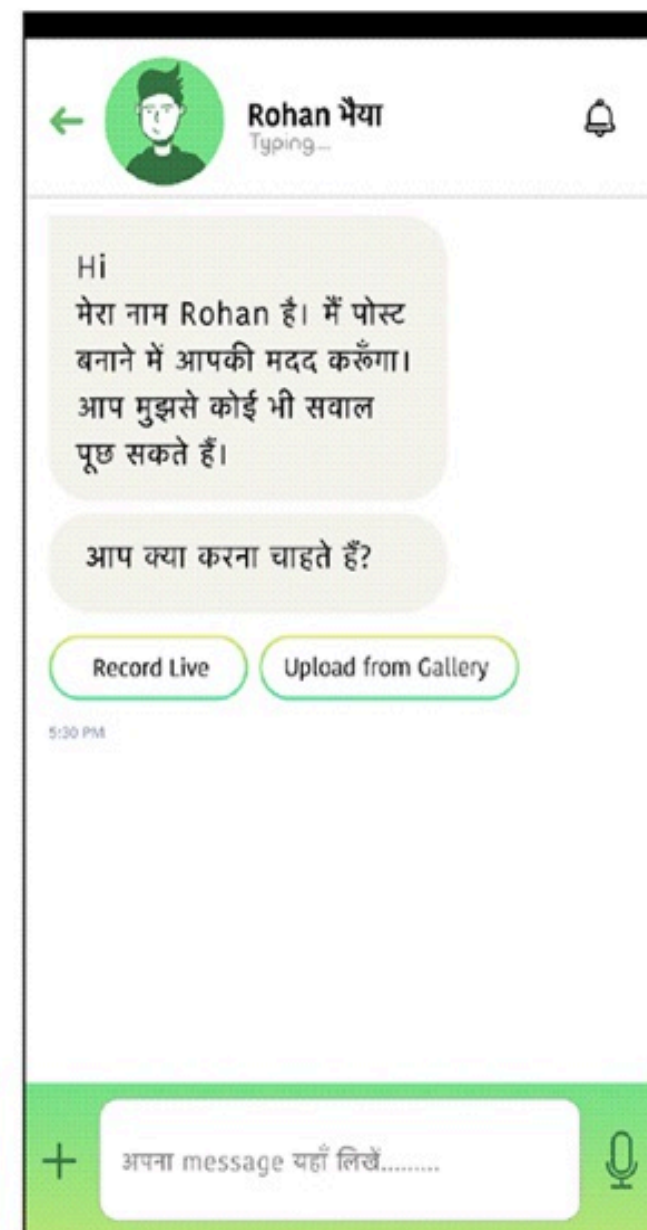 Rohan भैया
Typing...
Hi
मेरा नाम Rohan है। मैं पोस्ट
बनाने में आपकी मदद करूँगा।
आप मुझसे कोई भी सवाल
पूछ सकते हैं।
आप क्या करना चाहते हैं?
Record Live
Upload from Gallery
5:30 PM
अपना message यहाँ लिखें.........